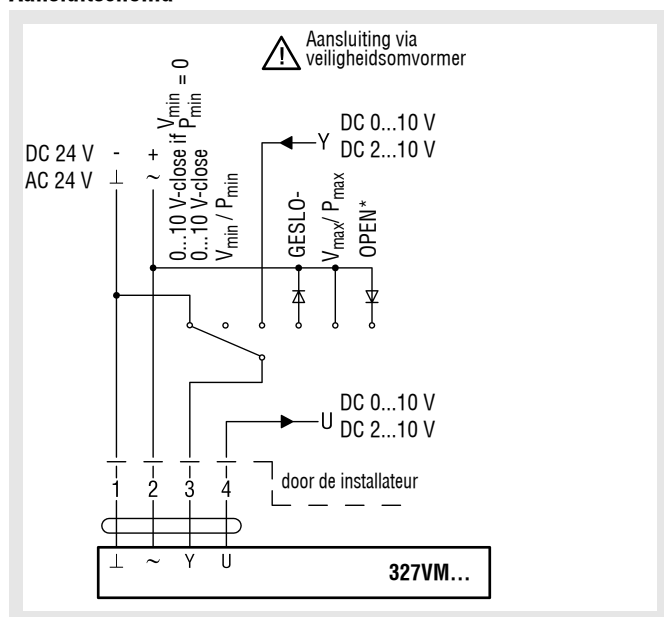 Aansluiting via
veiligheidsomvormer
DC 0...10 V
Y
DC 2...10 V
DC 24 V - +
AC 24 V ⊥ ~
0...10 V-close if Vmin = 0
0...10 V-close Pmin
Vmin / Pmin
GESLO-
Vmax/ Pmax
OPEN*
DC 0...10 V
U
DC 2...10 V
door de installateur
1 2 3 4
⊥ ~ Y U
327VM...